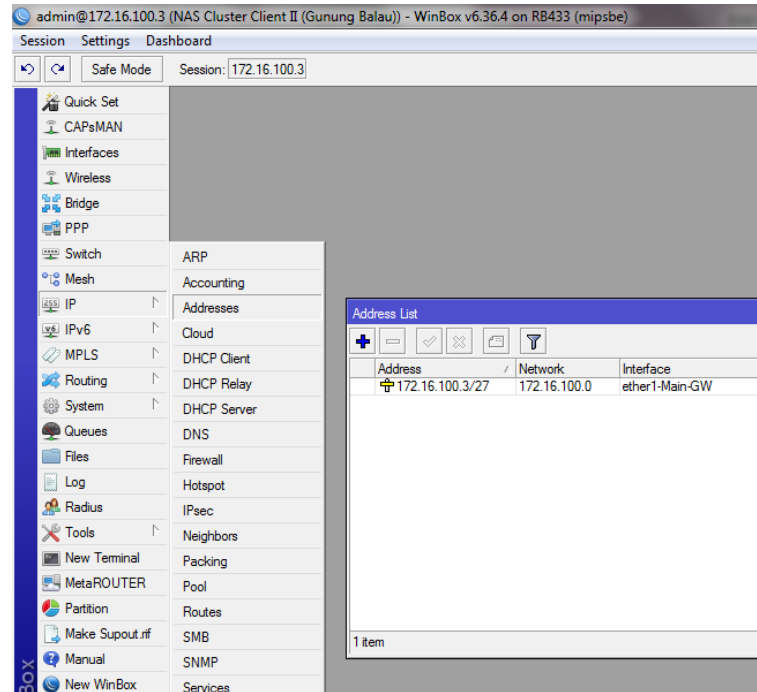 admin@172.16.100.3 (NAS Cluster Client II (Gunung Balau)) - WinBox v6.36.4 on RB433 (mipsbe)
Session Settings Dashboard
Safe Mode Session: 172.16.100.3
Quick Set
CAPsMAN
Interfaces
Wireless
Bridge
PPP
Switch
Mesh
IP
IPv6
MPLS
Routing
System
Queues
Files
Log
Radius
Tools
New Terminal
MetaROUTER
Partition
Make Supout.rif
Manual
New WinBox
ARP
Accounting
Addresses
Cloud
DHCP Client
DHCP Relay
DHCP Server
DNS
Firewall
Hotspot
IPsec
Neighbors
Packing
Pool
Routes
SMB
SNMP
Services
Address List
Address / Network Interface
172.16.100.3/27 172.16.100.0 ether1-Main-GW
1 item
Box